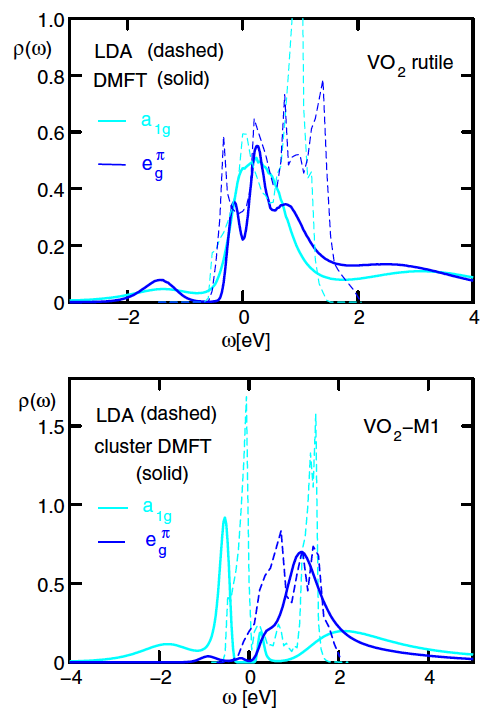 1.0
ρ(ω)
LDA (dashed)
VO2 rutile
0.8
DMFT (solid)
a1g
0.6
egπ
0.4
0.2
0
−2 0 2 4
ω[eV]
ρ(ω)
LDA (dashed)
VO2−M1
1.5
cluster DMFT
(solid)
1.0
a1g
egπ
0.5
0
−4 −2 0 2 4
ω [eV]